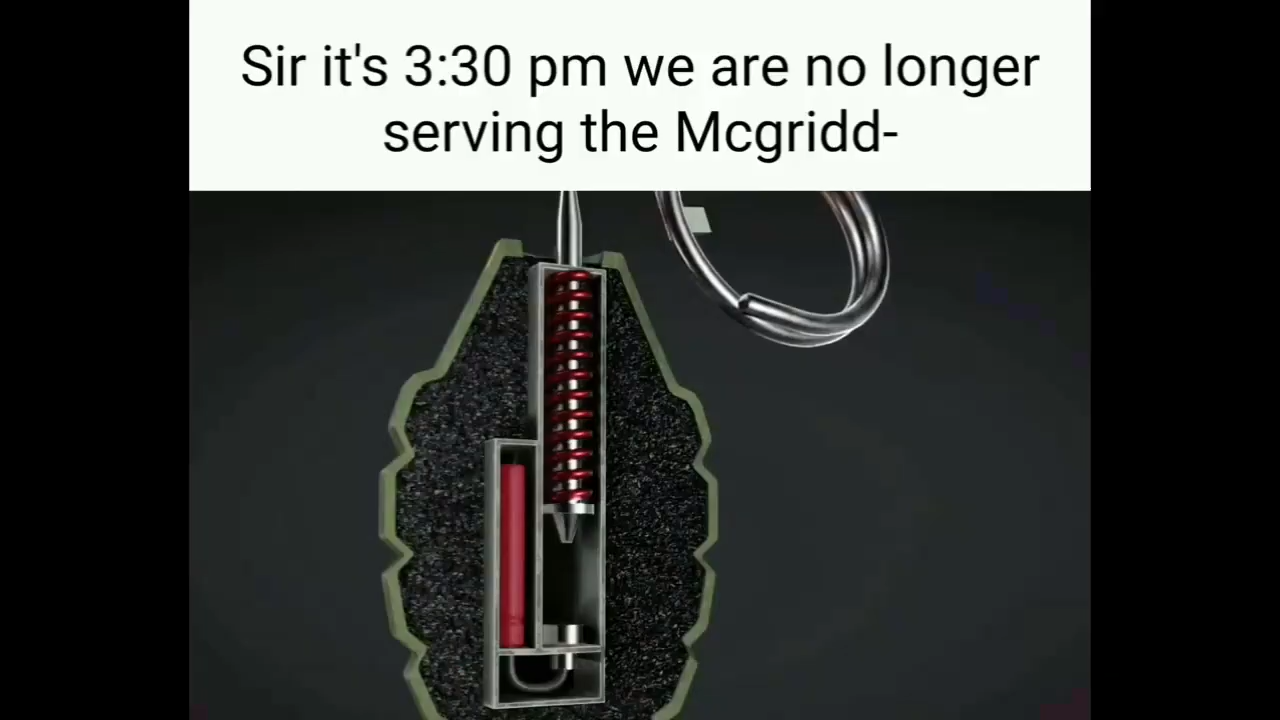 Sir it's 3:30 pm we are no longer
serving the Mcgridd-